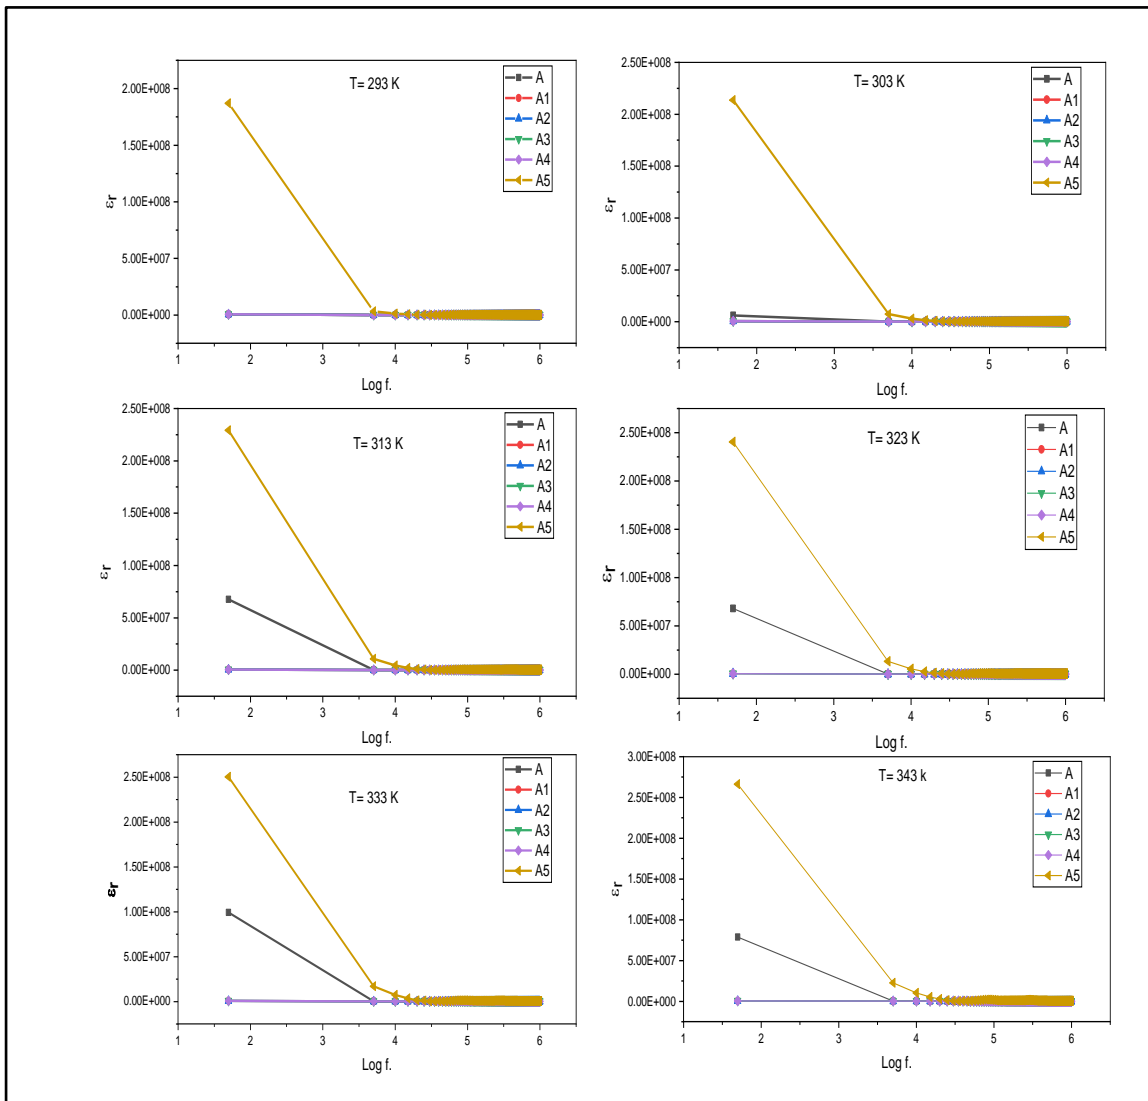 T= 293 K
A
A1
A2
A3
A4
A5
2.00E+008
1.50E+008
1.00E+008
5.00E+007
0.00E+000
εr
1 2 3 4 5 6
Log f.
T= 303 K
A
A1
A2
A3
A4
A5
2.50E+008
2.00E+008
1.50E+008
1.00E+008
5.00E+007
0.00E+000
εr
1 2 3 4 5 6
Log f.
T= 313 K
A
A1
A2
A3
A4
A5
2.50E+008
2.00E+008
1.50E+008
1.00E+008
5.00E+007
0.00E+000
εr
1 2 3 4 5 6
Log f.
T= 323 K
A
A1
A2
A3
A4
A5
2.50E+008
2.00E+008
1.50E+008
1.00E+008
5.00E+007
0.00E+000
εr
1 2 3 4 5 6
Log f.
T= 333 K
A
A1
A2
A3
A4
A5
2.50E+008
2.00E+008
1.50E+008
1.00E+008
5.00E+007
0.00E+000
εr
1 2 3 4 5 6
Log f.
T= 343 k
A
A1
A2
A3
A4
A5
3.00E+008
2.50E+008
2.00E+008
1.50E+008
1.00E+008
5.00E+007
0.00E+000
εr
1 2 3 4 5 6
Log f.